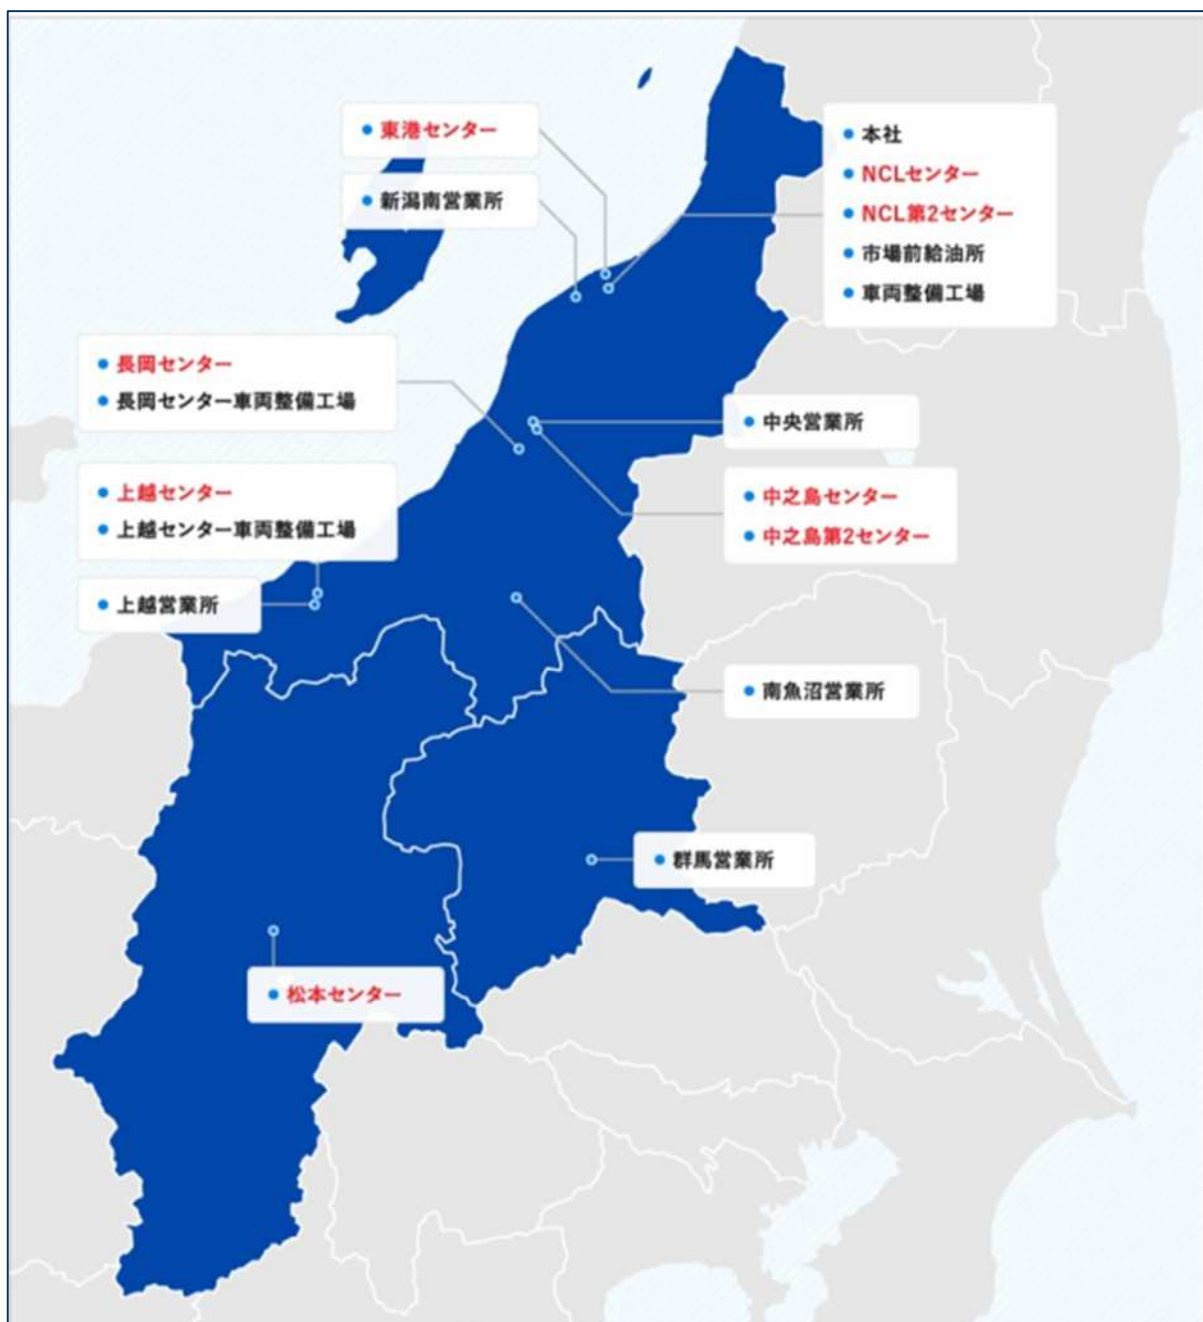 東港センター
新潟南営業所
本社
NCLセンター
NCL第2センター
市場前給油所
車両整備工場
長岡センター
長岡センター車両整備工場
中央営業所
上越センター
上越センター車両整備工場
中之島センター
中之島第2センター
上越営業所
南魚沼営業所
群馬営業所
松本センター